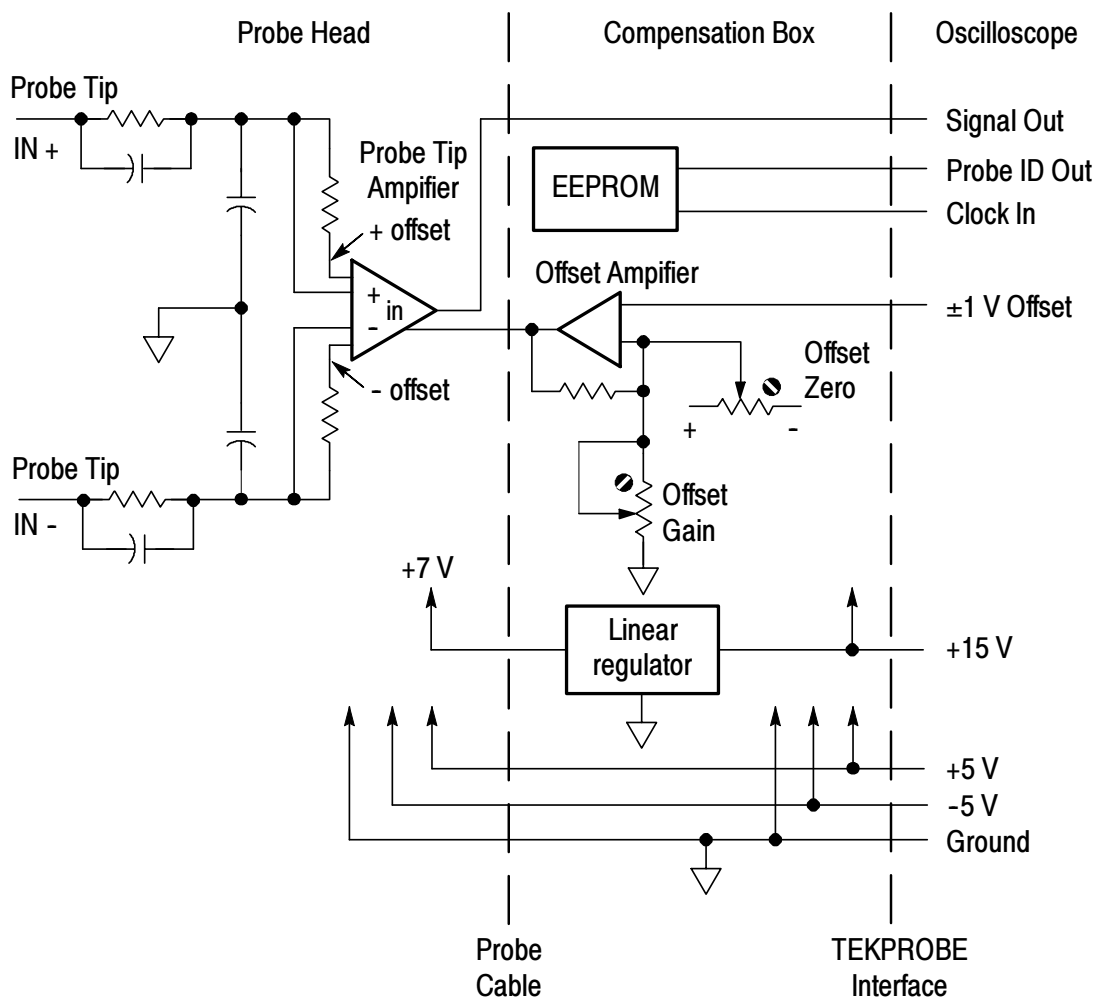 Probe Head
Compensation Box
Oscilloscope
Probe Tip
IN +
Signal Out
Probe Tip
Ampifier
EEPROM
Probe ID Out
Clock In
+ offset
Offset Ampifier
+
in
-
±1 V Offset
Offset
Zero
- offset
+
-
Probe Tip
IN -
Offset
Gain
+7 V
Linear
regulator
+15 V
+5 V
-5 V
Ground
Probe
Cable
TEKPROBE
Interface